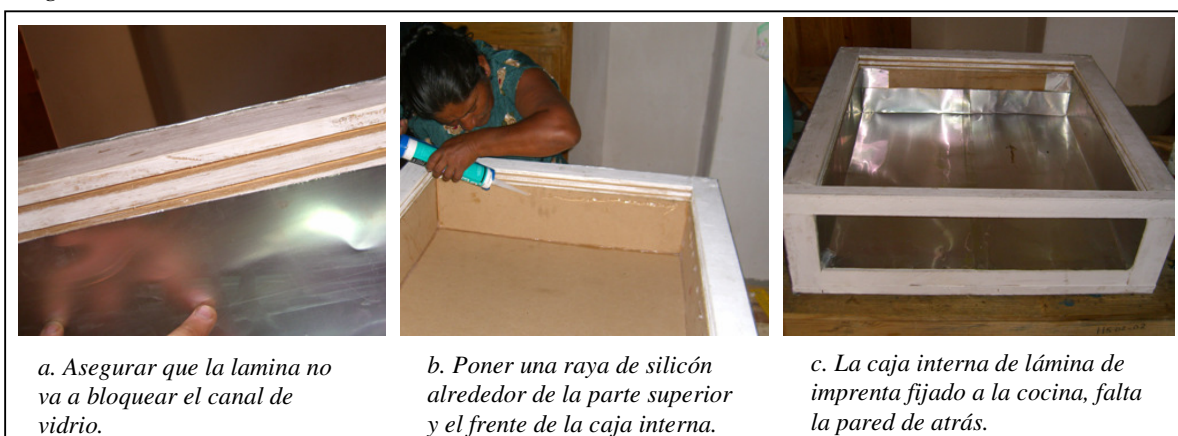 a. Asegurar que la lamina no
va a bloquear el canal de
vidrio.
b. Poner una raya de silicón
alrededor de la parte superior
y el frente de la caja interna.
c. La caja interna de lámina de
imprenta fijado a la cocina, falta
la pared de atrás.